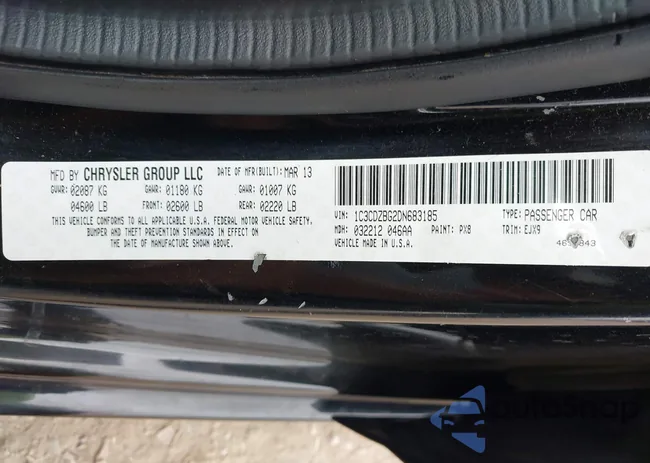 MFD BY CHRYSLER GROUP LLC DATE OF MFR(BUILT): MAR 13
GVWR: 02087 KG GAWR: 01180 KG GAWR: 01007 KG
04600 LB FRONT: 02600 LB REAR: 02220 LB
THIS VEHICLE CONFORMS TO ALL APPLICABLE U.S.A. FEDERAL MOTOR VEHICLE SAFETY,
BUMPER AND THEFT PREVENTION STANDARDS IN EFFECT ON
THE DATE OF MANUFACTURE SHOWN ABOVE.
VIN: 1C3CDZBG2DN683185 TYPE: PASSENGER CAR
MDH: 032212 046AA PAINT: PX8 TRIM: EJX9
VEHICLE MADE IN U.S.A.
AutoShop